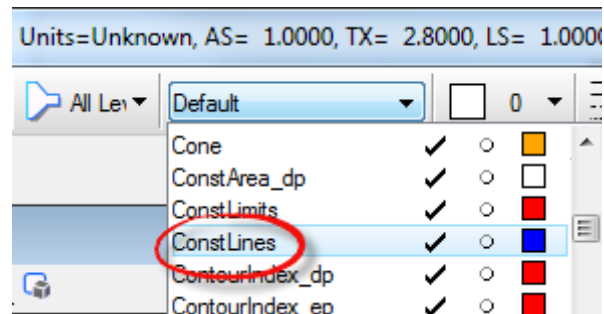 Units=Unknown, AS= 1.0000, TX= 2.8000, LS= 1.0000
All Lev Default 0
Cone
ConstArea_dp
ConstLimits
ConstLines
ContourIndex_dp
ContourIndex_ep